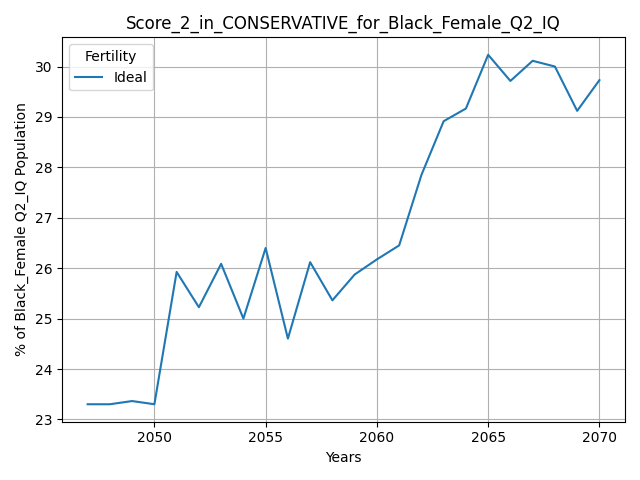 Score_2_in_CONSERVATIVE_for_Black_Female_Q2_IQ
Fertility
Ideal
% of Black_Female Q2_IQ Population
30
29
28
27
26
25
24
23
2050
2055
2060
2065
2070
Years